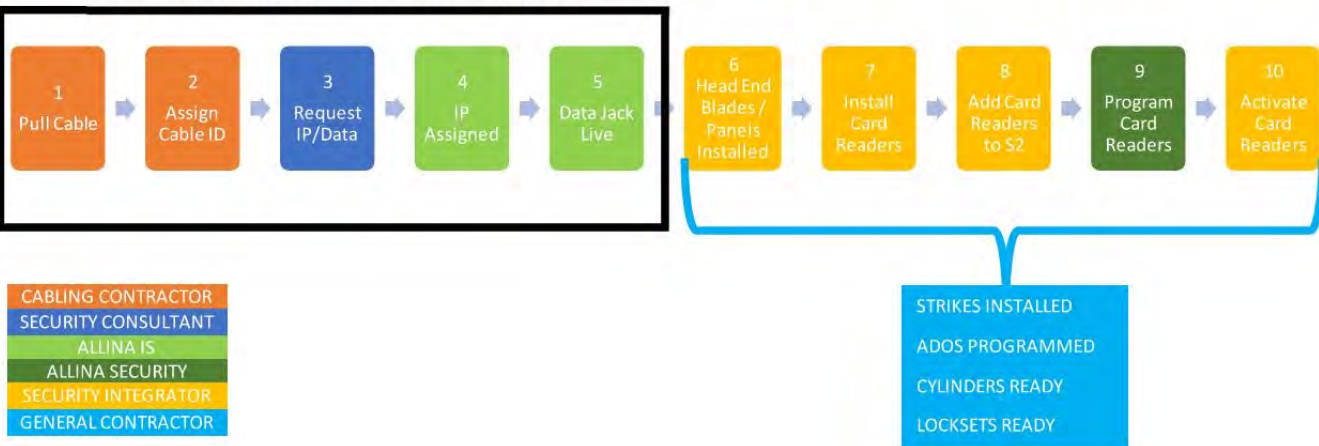 1
Pull Cable
2
Assign
Cable ID
3
Request
IP/Data
4
IP
Assigned
5
Data Jack
Live
6
Head End
Blades /
Panels
Installed
7
Install
Card
Readers
8
Add Card
Readers
to S2
9
Program
Card
Readers
10
Activate
Card
Readers
CABLING CONTRACTOR
SECURITY CONSULTANT
ALLINA IS
ALLINA SECURITY
SECURITY INTEGRATOR
GENERAL CONTRACTOR
STRIKES INSTALLED
ADOS PROGRAMMED
CYLINDERS READY
LOCKSETS READY